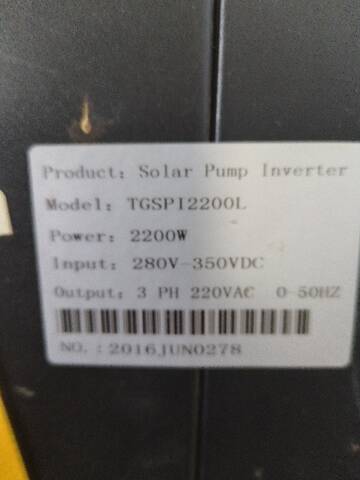 Product: Solar Pump Inverter
Model: TGSPI2200L
Power: 2200W
Input: 280V-350VDC
Output: 3 PH 220VAC 0-50HZ
NO.: 2016JUN0278